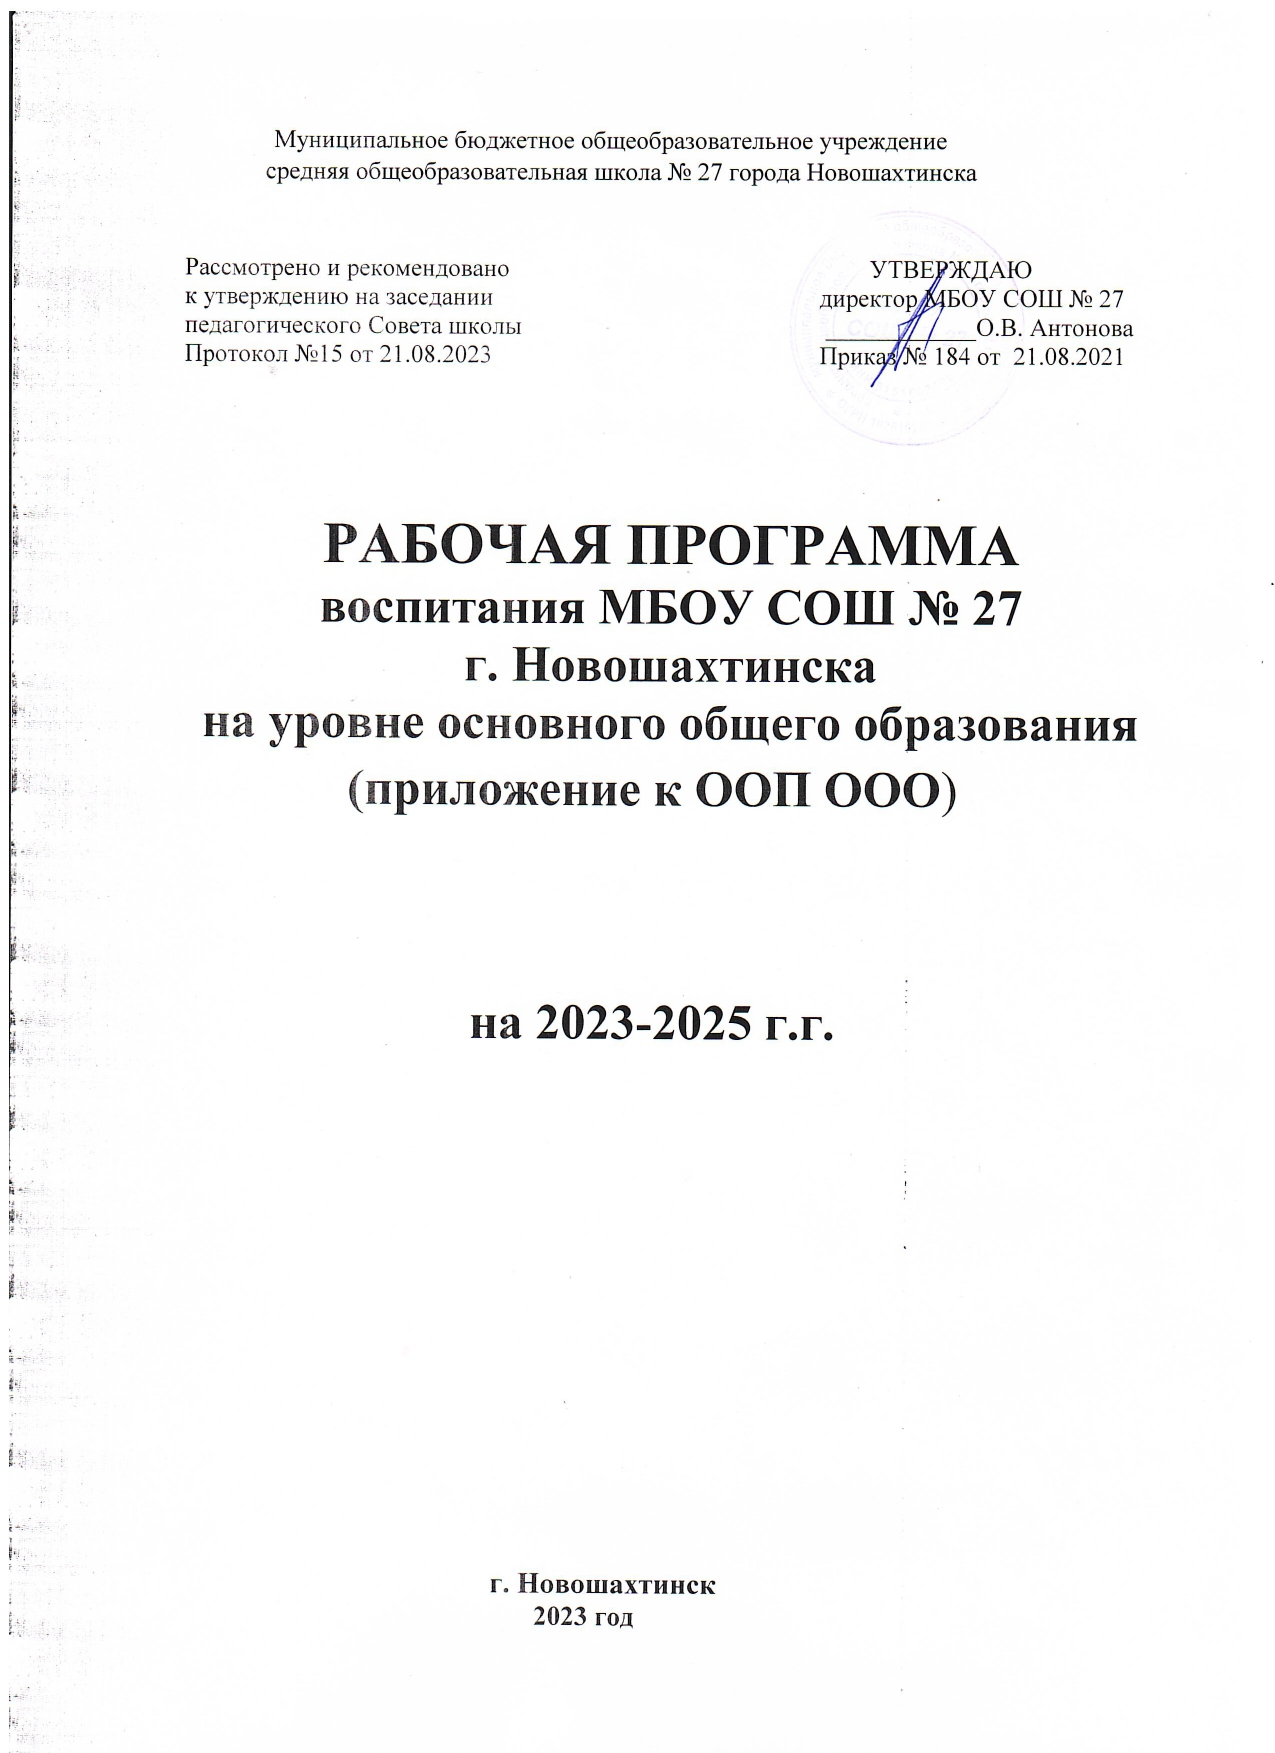 Муниципальное бюджетное общеобразовательное учреждение
средняя общеобразовательная школа № 27 города Новошахтинска
Рассмотрено и рекомендовано
к утверждению на заседании
педагогического Совета школы
Протокол №15 от 21.08.2023
УТВЕРЖДАЮ
директор МБОУ СОШ № 27
____________О.В. Антонова
Приказ № 184 от 21.08.2021
РАБОЧАЯ ПРОГРАММА
воспитания МБОУ СОШ № 27
г. Новошахтинска
на уровне основного общего образования
(приложение к ООП ООО)
на 2023-2025 г.г.
г. Новошахтинск
2023 год